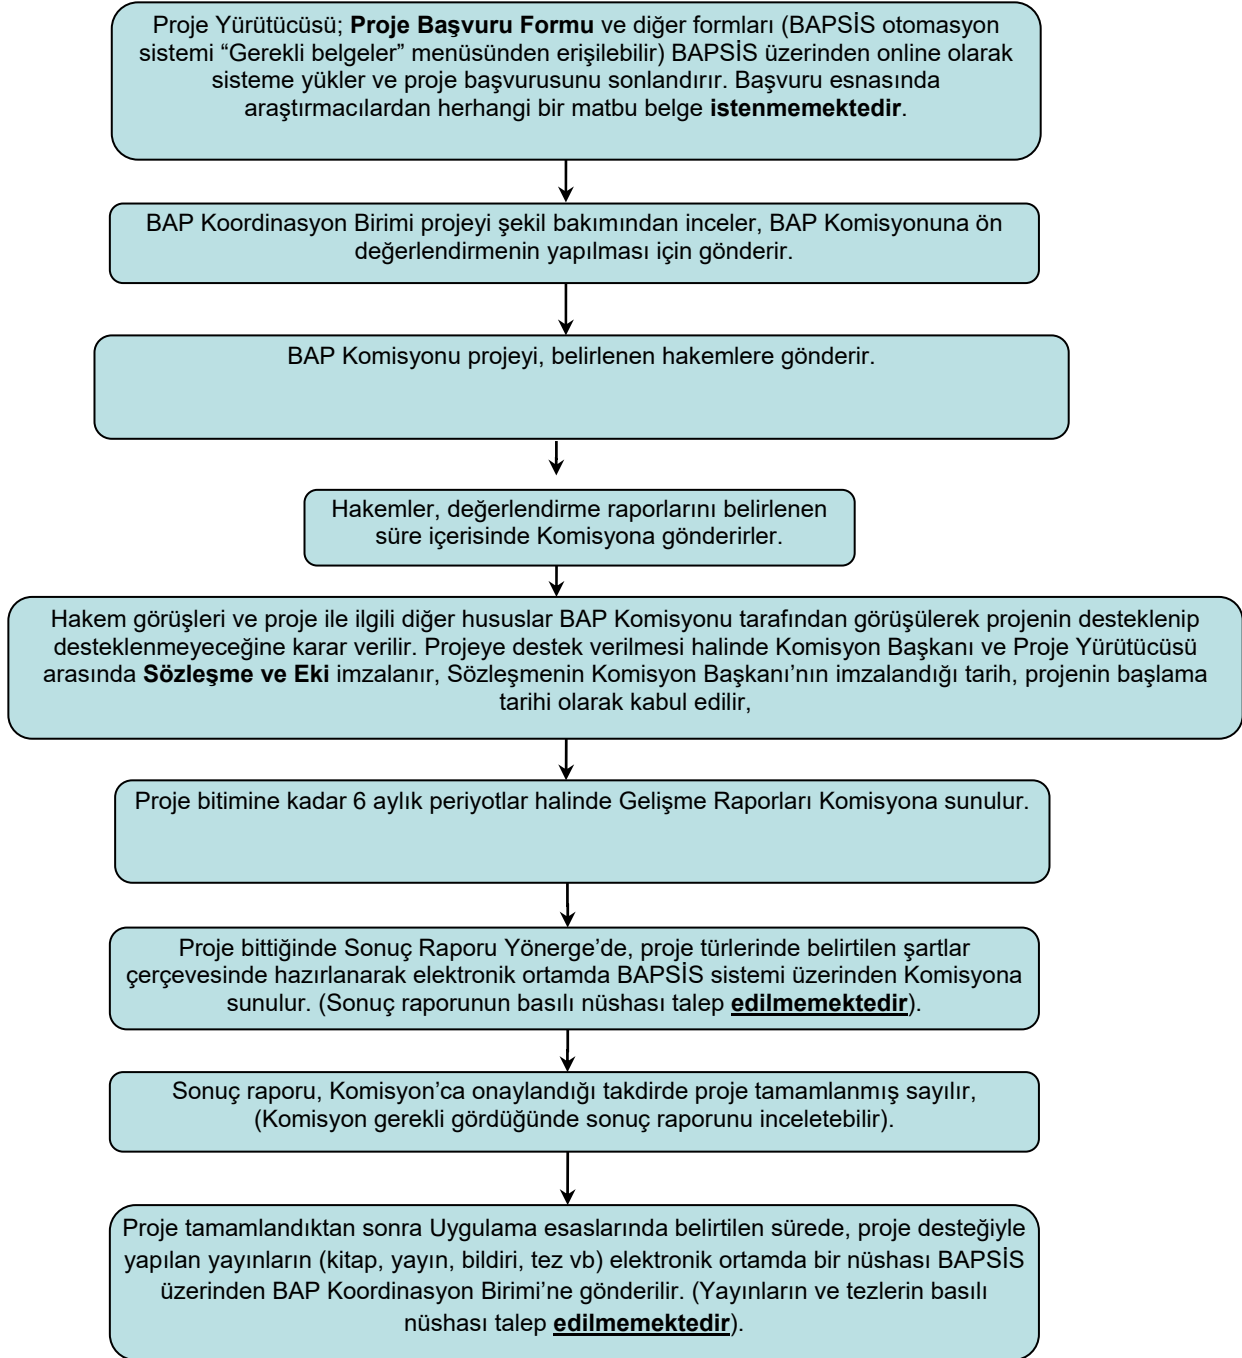 Proje Yürütücüsü; Proje Başvuru Formu ve diğer formları (BAPSİS otomasyon
sistemi “Gerekli belgeler” menüsünden erişilebilir) BAPSİS üzerinden online olarak
sisteme yükler ve proje başvurusunu sonlandırır. Başvuru esnasında
araştırmacılardan herhangi bir matbu belge istenmemektedir.
BAP Koordinasyon Birimi projeyi şekil bakımından inceler, BAP Komisyonuna ön
değerlendirmenin yapılması için gönderir.
BAP Komisyonu projeyi, belirlenen hakemlere gönderir.
Hakemler, değerlendirme raporlarını belirlenen
süre içerisinde Komisyona gönderirler.
Hakem görüşleri ve proje ile ilgili diğer hususlar BAP Komisyonu tarafından görüşülerek projenin desteklenip
desteklenmeyeceğine karar verilir. Projeye destek verilmesi halinde Komisyon Başkanı ve Proje Yürütücüsü
arasında Sözleşme ve Eki imzalanır, Sözleşmenin Komisyon Başkanı’nın imzalandığı tarih, projenin başlama
tarihi olarak kabul edilir,
Proje bitimine kadar 6 aylık periyotlar halinde Gelişme Raporları Komisyona sunulur.
Proje bittiğinde Sonuç Raporu Yönerge’de, proje türlerinde belirtilen şartlar
çerçevesinde hazırlanarak elektronik ortamda BAPSİS sistemi üzerinden Komisyona
sunulur. (Sonuç raporunun basılı nüshası talep edilmemektedir).
Sonuç raporu, Komisyon’ca onaylandığı takdirde proje tamamlanmış sayılır,
(Komisyon gerekli gördüğünde sonuç raporunu inceletebilir).
Proje tamamlandıktan sonra Uygulama esaslarında belirtilen sürede, proje desteğiyle
yapılan yayınların (kitap, yayın, bildiri, tez vb) elektronik ortamda bir nüshası BAPSİS
üzerinden BAP Koordinasyon Birimi’ne gönderilir. (Yayınların ve tezlerin basılı
nüshası talep edilmemektedir).